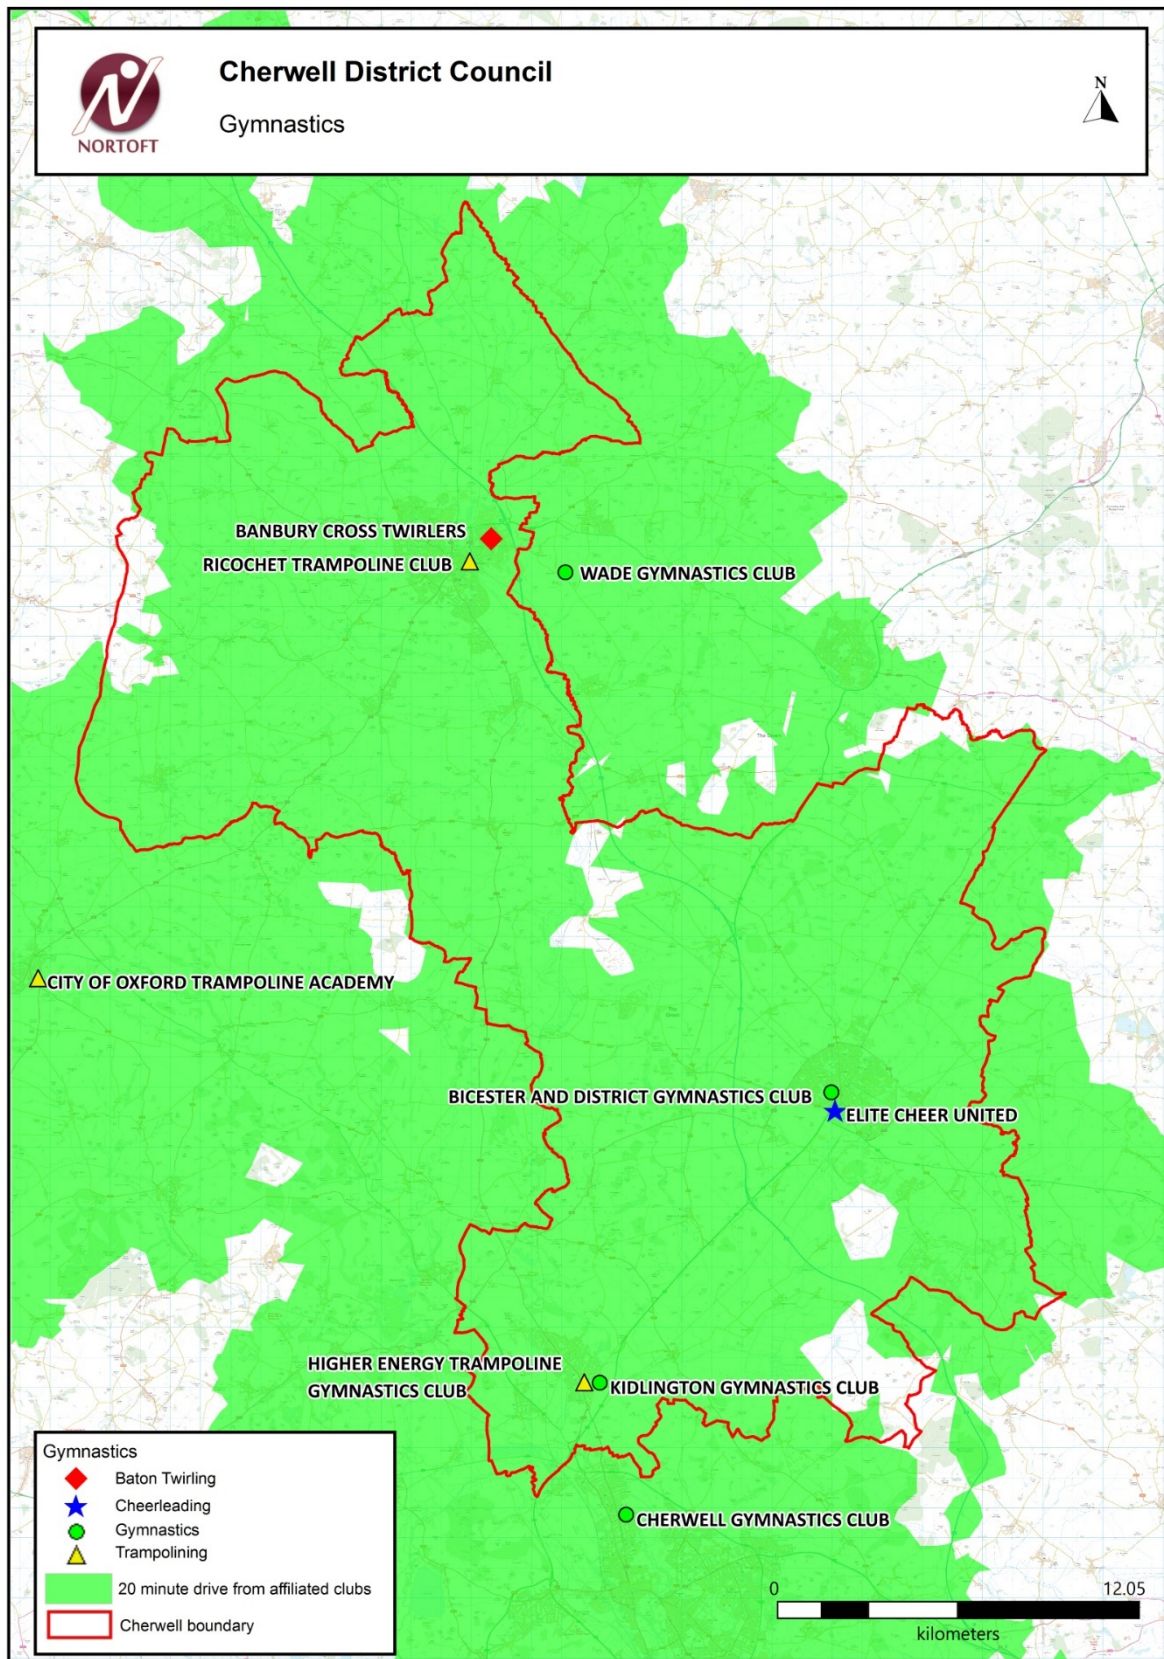 Cherwell District Council
Gymnastics
NORTOFT
N
BANBURY CROSS TWIRLERS
RICOCHET TRAMPOLINE CLUB
WADE GYMNASTICS CLUB
CITY OF OXFORD TRAMPOLINE ACADEMY
BICESTER AND DISTRICT GYMNASTICS CLUB
ELITE CHEER UNITED
HIGHER ENERGY TRAMPOLINE
GYMNASTICS CLUB
KIDLINGTON GYMNASTICS CLUB
CHERWELL GYMNASTICS CLUB
Gymnastics
Baton Twirling
Cheerleading
Gymnastics
Trampolining
20 minute drive from affiliated clubs
Cherwell boundary
0 12.05
kilometers